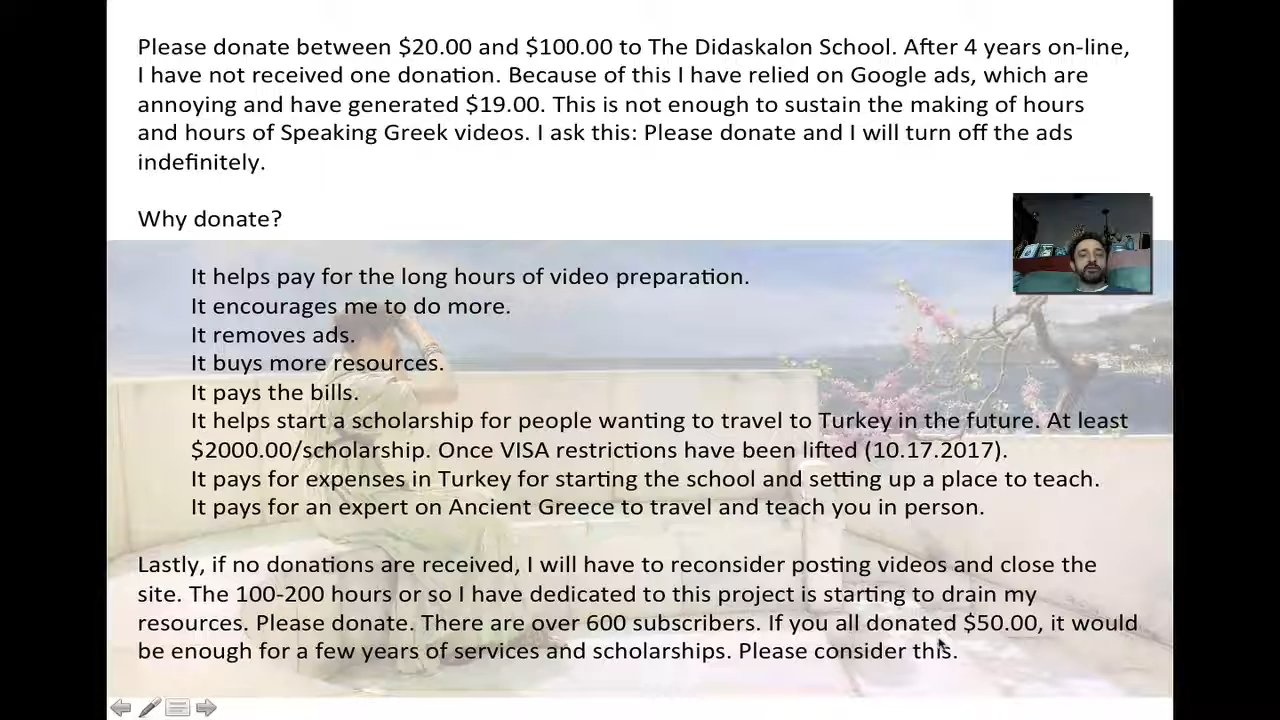 Please donate between $20.00 and $100.00 to The Didaskalon School. After 4 years on-line,
I have not received one donation. Because of this I have relied on Google ads, which are
annoying and have generated $19.00. This is not enough to sustain the making of hours
and hours of Speaking Greek videos. I ask this: Please donate and I will turn off the ads
indefinitely.
Why donate?
It helps pay for the long hours of video preparation.
It encourages me to do more.
It removes ads.
It buys more resources.
It pays the bills.
It helps start a scholarship for people wanting to travel to Turkey in the future. At least
$2000.00/scholarship. Once VISA restrictions have been lifted (10.17.2017).
It pays for expenses in Turkey for starting the school and setting up a place to teach.
It pays for an expert on Ancient Greece to travel and teach you in person.
Lastly, if no donations are received, I will have to reconsider posting videos and close the
site. The 100-200 hours or so I have dedicated to this project is starting to drain my
resources. Please donate. There are over 600 subscribers. If you all donated $50.00, it would
be enough for a few years of services and scholarships. Please consider this.